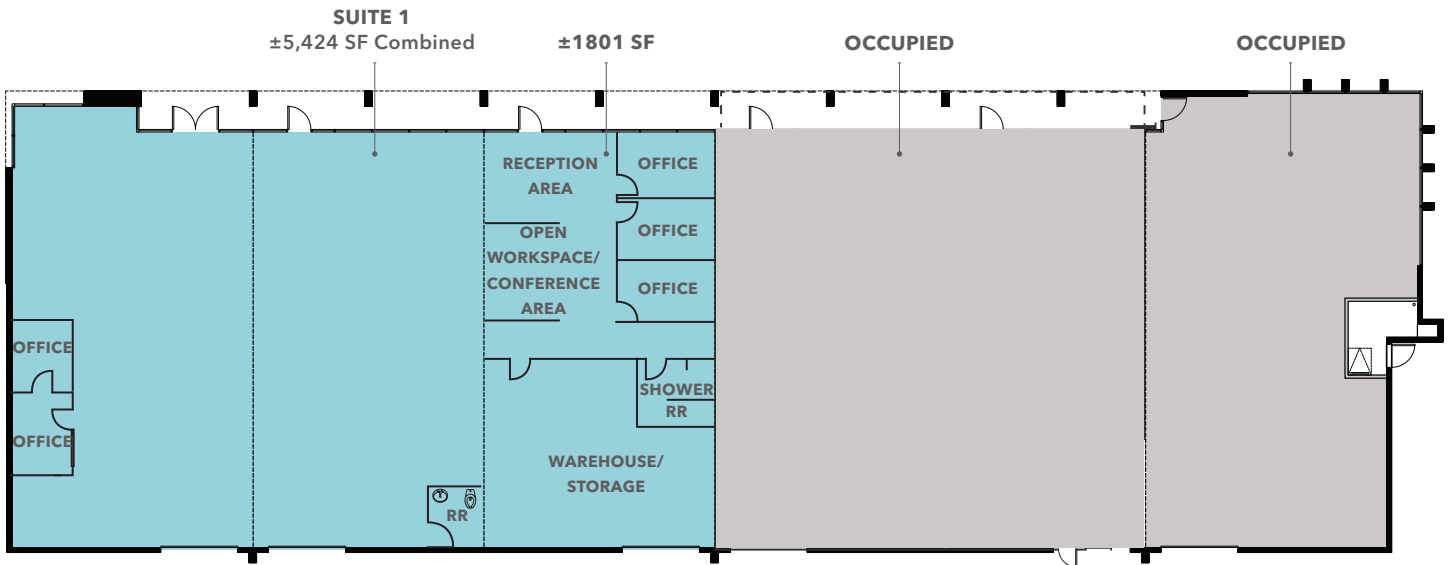 SUITE 1
±5,424 SF Combined
±1801 SF
OCCUPIED
OCCUPIED
RECEPTION
AREA
OFFICE
OPEN
WORKSPACE/
CONFERENCE
AREA
OFFICE
OFFICE
OFFICE
OFFICE
SHOWER
RR
WAREHOUSE/
STORAGE
RR